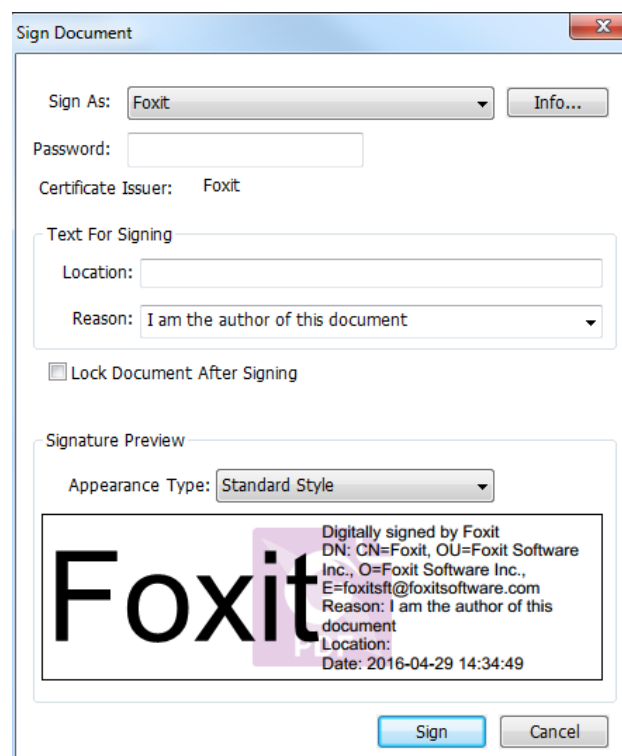 Sign Document
Sign As: Foxit Info...
Password:
Certificate Issuer: Foxit
Text For Signing
Location:
Reason: I am the author of this document
Lock Document After Signing
Signature Preview
Appearance Type: Standard Style
Foxit
PDF
Digitally signed by Foxit
DN: CN=Foxit, OU=Foxit Software
Inc., O=Foxit Software Inc.,
E=foxitsft@foxitsoftware.com
Reason: I am the author of this
document
Location:
Date: 2016-04-29 14:34:49
Sign Cancel